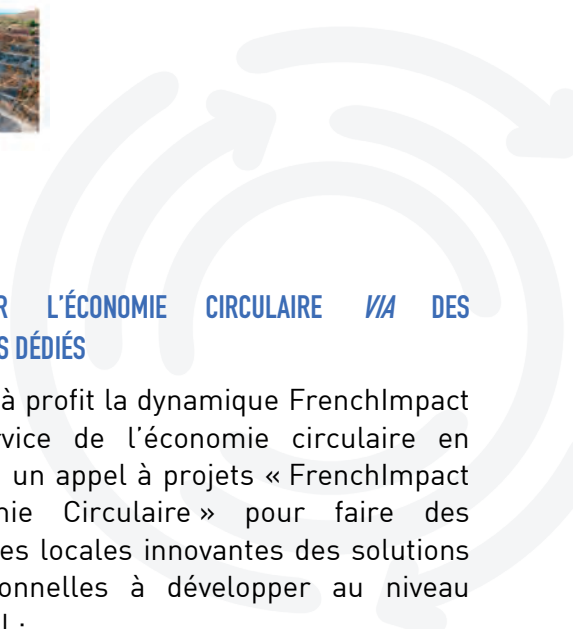 R L’ÉCONOMIE CIRCULAIRE VIA DES
S DÉDIÉS
à profit la dynamique FrenchImpact
rvice de l’économie circulaire en
un appel à projets « FrenchImpact
nie Circulaire » pour faire des
es locales innovantes des solutions
onnelles à développer au niveau
l :